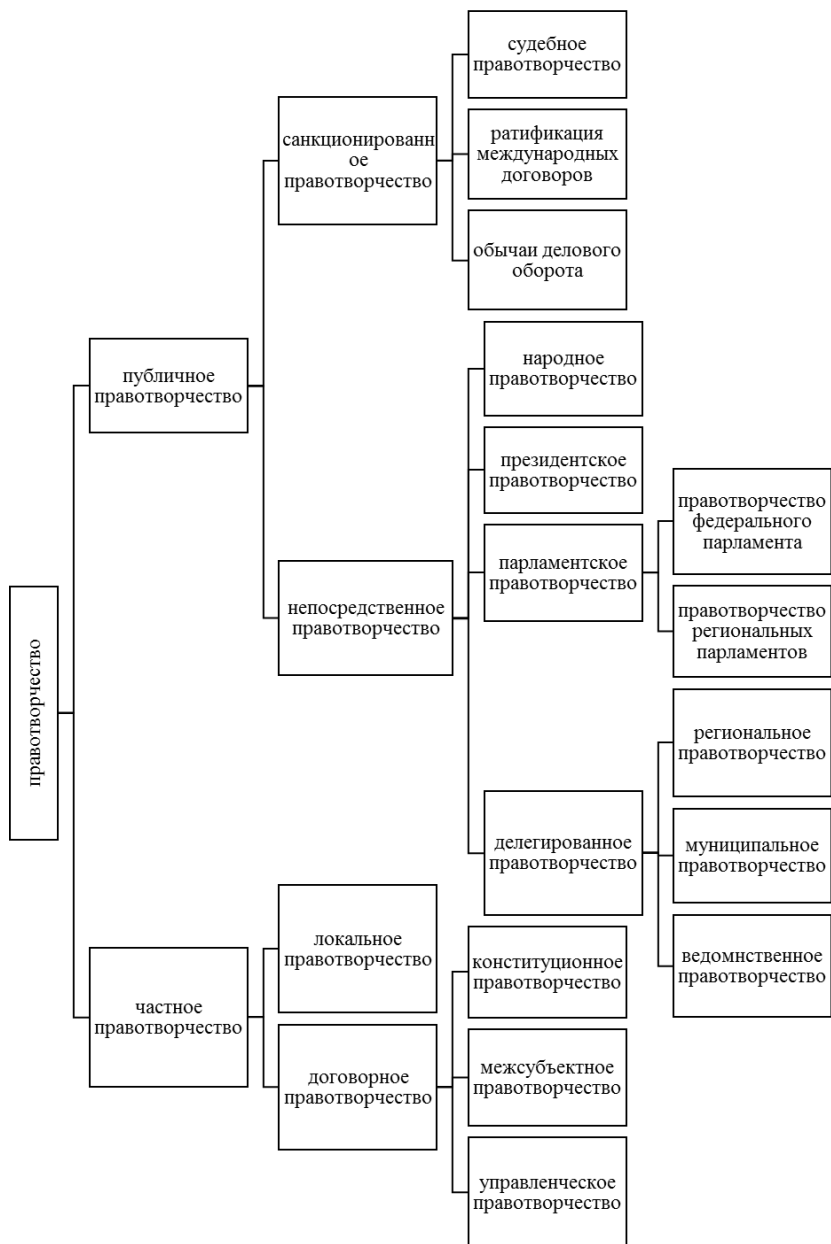 правотворчество
публичное
правотворчество
санкционированн
ое
правотворчество
судебное
правотворчество
ратификация
международных
договоров
обычаи делового
оборота
непосредственное
правотворчество
народное
правотворчество
президентское
правотворчество
парламентское
правотворчество
правотворчество
федерального
парламента
правотворчество
региональных
парламентов
делегированное
правотворчество
региональное
правотворчество
муниципальное
правотворчество
ведомнственное
правотворчество
частное
правотворчество
локальное
правотворчество
договорное
правотворчество
конституционное
правотворчество
межсубъектное
правотворчество
управленческое
правотворчество